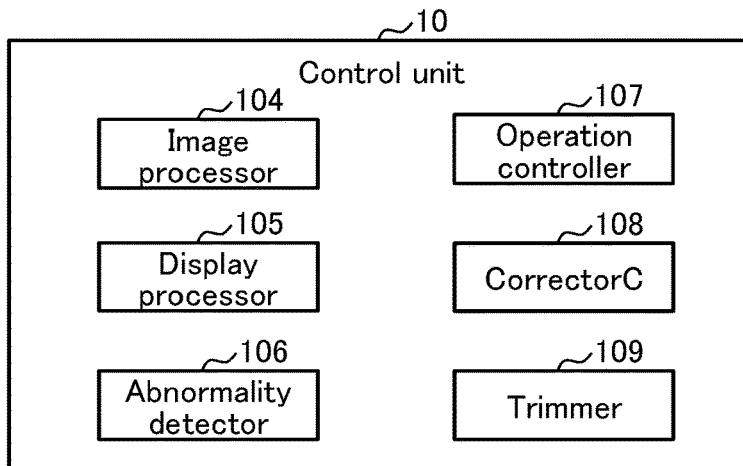 10
Control unit
104
Image
processor
107
Operation
controller
105
Display
processor
108
CorrectorC
106
Abnormality
detector
109
Trimmer